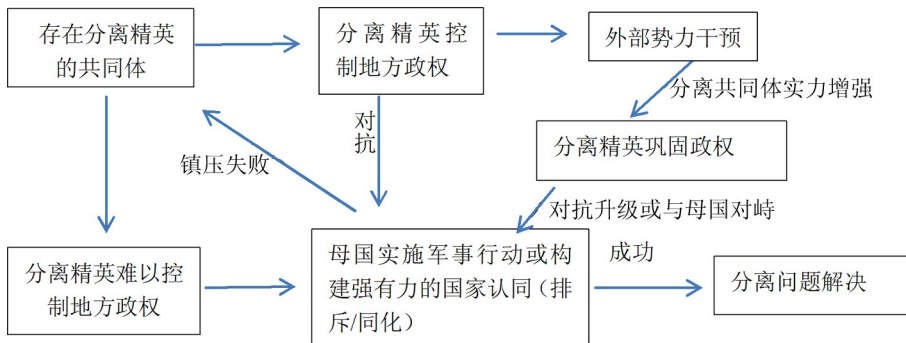 存在分离精英
的共同体
分离精英控
制地方政权
外部势力干预
分离共同体实力增强
对
抗
分离精英巩固政权
镇压失败
对抗升级或与母国对峙
分离精英难以控
制地方政权
母国实施军事行动或构
建强有力的国家认同（排
斥/同化）
成功
分离问题解决